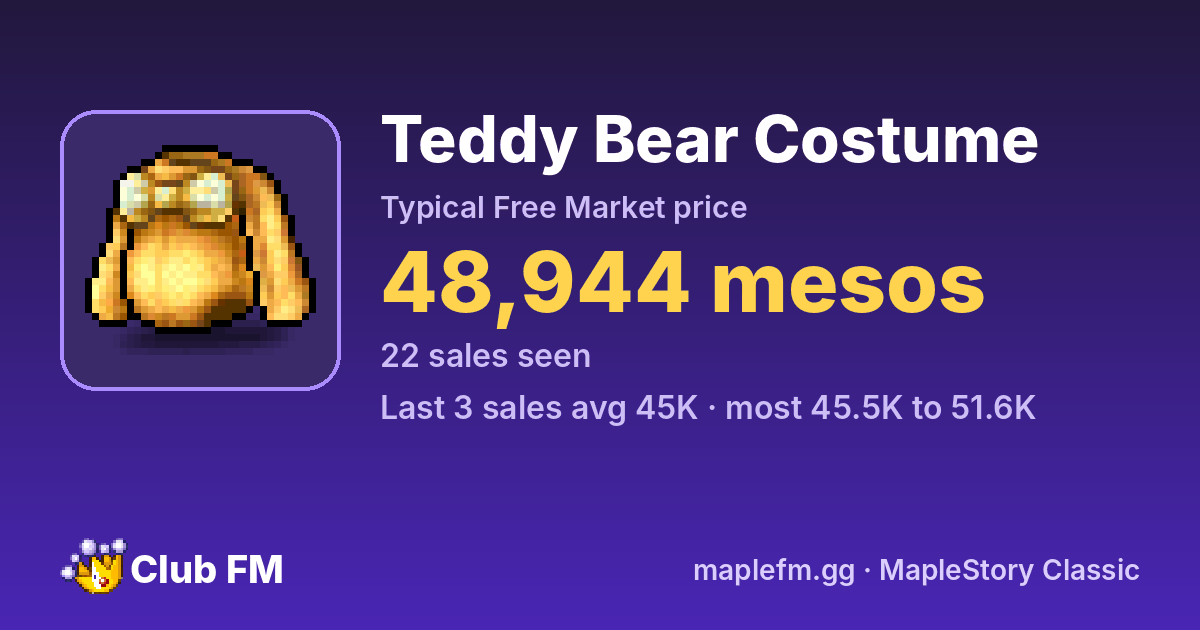 Teddy Bear Costume
Typical Free Market price
48,944 mesos
22 sales seen
Last 3 sales avg 45K · most 45.5K to 51.6K
Club FM
maplefm.gg · MapleStory Classic